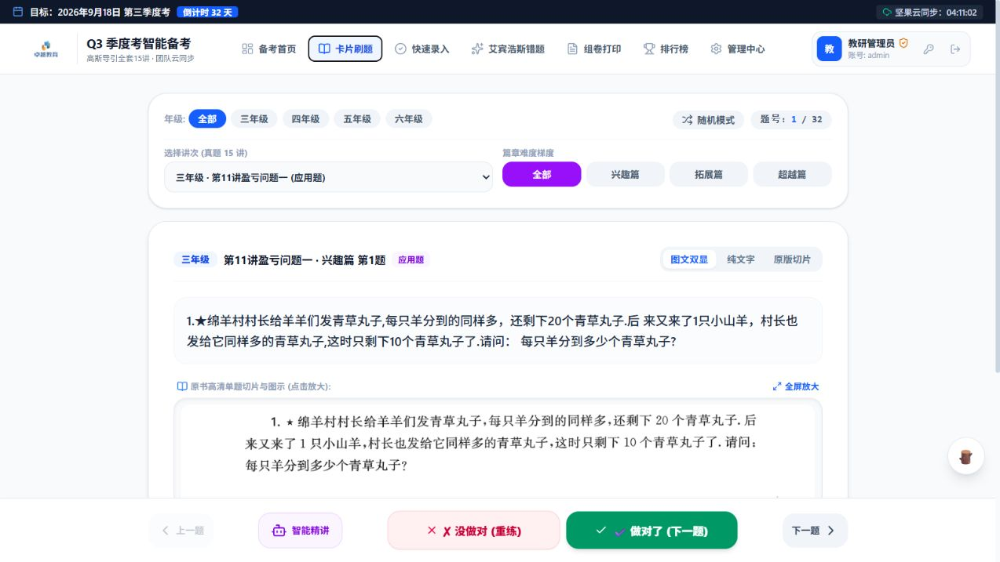 目标：2026年9月18日 第三季度考 倒计时 32 天
坚果云同步：04:11:02
卓越教育
Q3 季度考智能备考
高斯导引全套15讲 · 团队云同步
备考首页 卡片刷题 快速录入 艾宾浩斯错题 组卷打印 排行榜 管理中心
教 教研管理员
账号: admin
年级: 全部 三年级 四年级 五年级 六年级
随机模式 题号: 1 / 32
选择讲次 (真题 15 讲)
三年级 · 第11讲盈亏问题一 (应用题)
篇章难度梯度
全部 兴趣篇 拓展篇 超越篇
三年级 第11讲盈亏问题一 · 兴趣篇 第1题 应用题
图文双显 纯文字 原版切片
1.★绵羊村村长给羊羊们发青草丸子,每只羊分到的同样多，还剩下20个青草丸子.后 来又来了1只小山羊，村长也
发给它同样多的青草丸子,这时只剩下10个青草丸子了.请问： 每只羊分到多少个青草丸子?
原书高清单题切片与图示 (点击放大):
全屏放大
1. ★ 绵羊村村长给羊羊们发青草丸子,每只羊分到的同样多,还剩下 20 个青草丸子. 后
来又来了 1 只小山羊,村长也发给它同样多的青草丸子,这时只剩下 10 个青草丸子了. 请问:
每只羊分到多少个青草丸子?
上一题 智能精讲 ✕ ✗ 没做对 (重练) ✓ ✔ 做对了 (下一题) 下一题